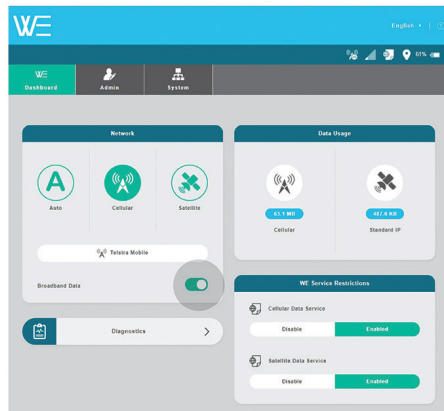 WE
English
61%
WE
Dashboard
Admin
System
Network
Auto
Cellular
Satellite
Telstra Mobile
Broadband Data
Diagnostics
Data Usage
63.1 MB
487.0 KB
Cellular
Standard IP
WE Service Restrictions
Cellular Data Service
Disable
Enabled
Satellite Data Service
Disable
Enabled